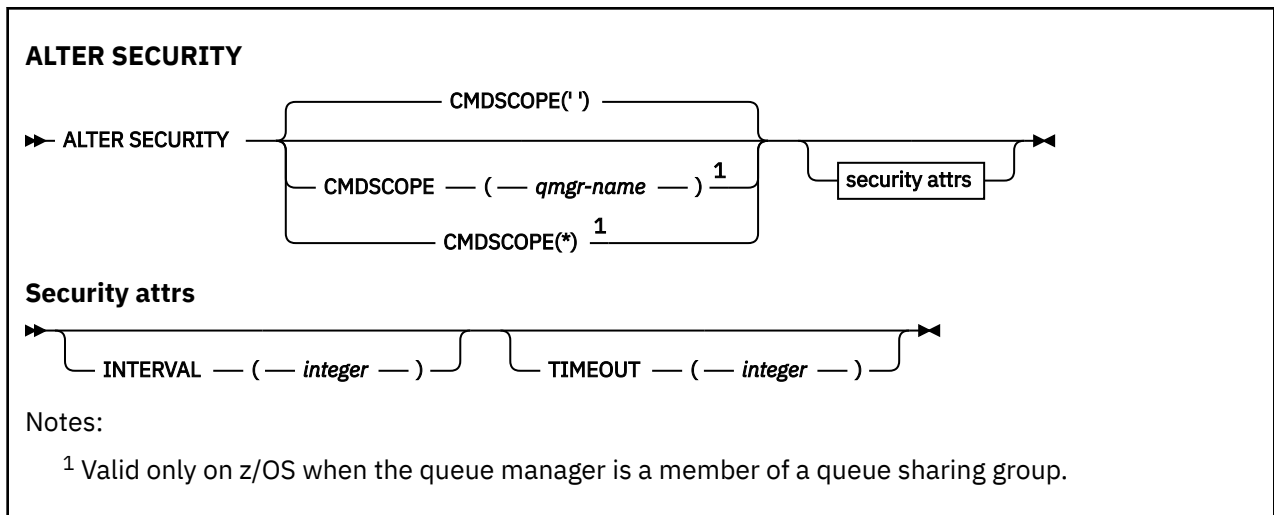 ALTER SECURITY
CMDSCOPE(' ')
ALTER SECURITY
CMDSCOPE ( qmgr-name ) 1
security attrs
CMDSCOPE(*) 1
Security attrs
INTERVAL ( integer ) TIMEOUT ( integer )
Notes:
1 Valid only on z/OS when the queue manager is a member of a queue sharing group.